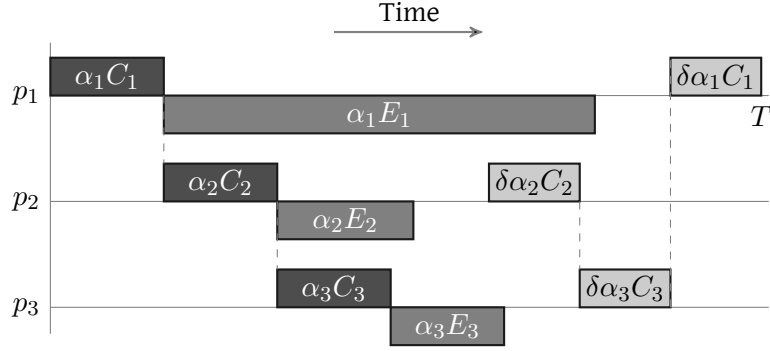 Time
α₁C₁ δα₁C₁
p₁ α₁E₁ T
α₂C₂ δα₂C₂
p₂ α₂E₂
α₃C₃ δα₃C₃
p₃ α₃E₃